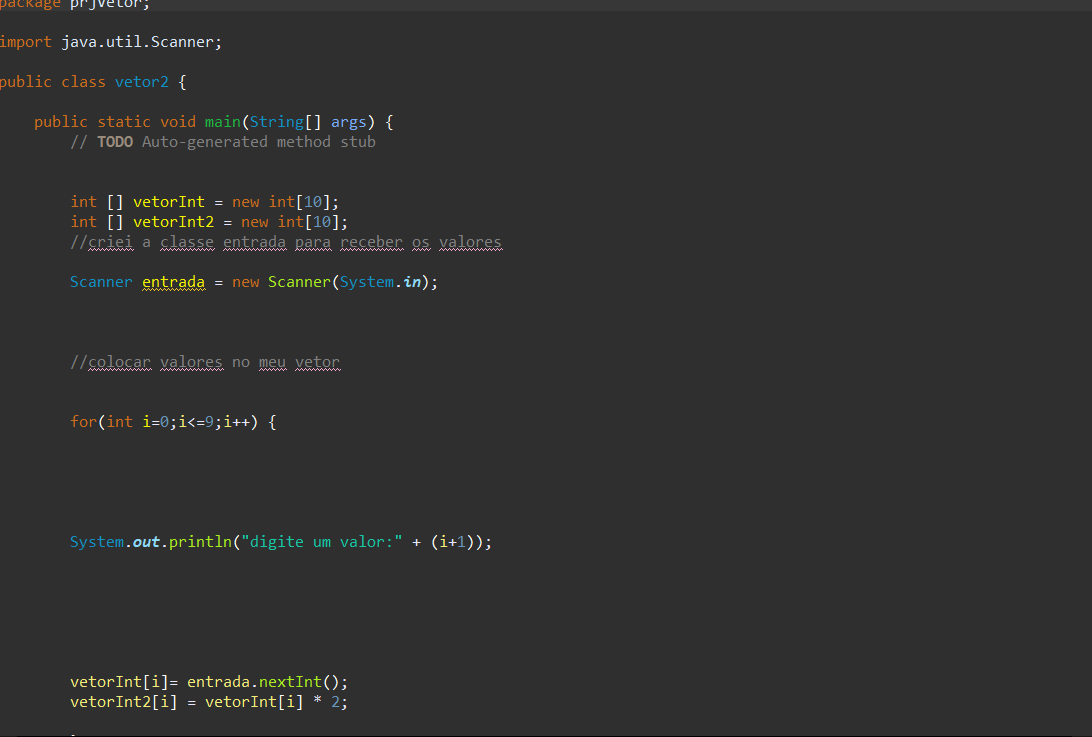 package prjvetor;
import java.util.Scanner;
public class vetor2 {
public static void main(String[] args) {
// TODO Auto-generated method stub
int [] vetorInt = new int[10];
int [] vetorInt2 = new int[10];
//criei a classe entrada para receber os valores
Scanner entrada = new Scanner(System.in);
//colocar valores no meu vetor
for(int i=0;i<=9;i++) {
System.out.println("digite um valor:" + (i+1));
vetorInt[i]= entrada.nextInt();
vetorInt2[i] = vetorInt[i] * 2;